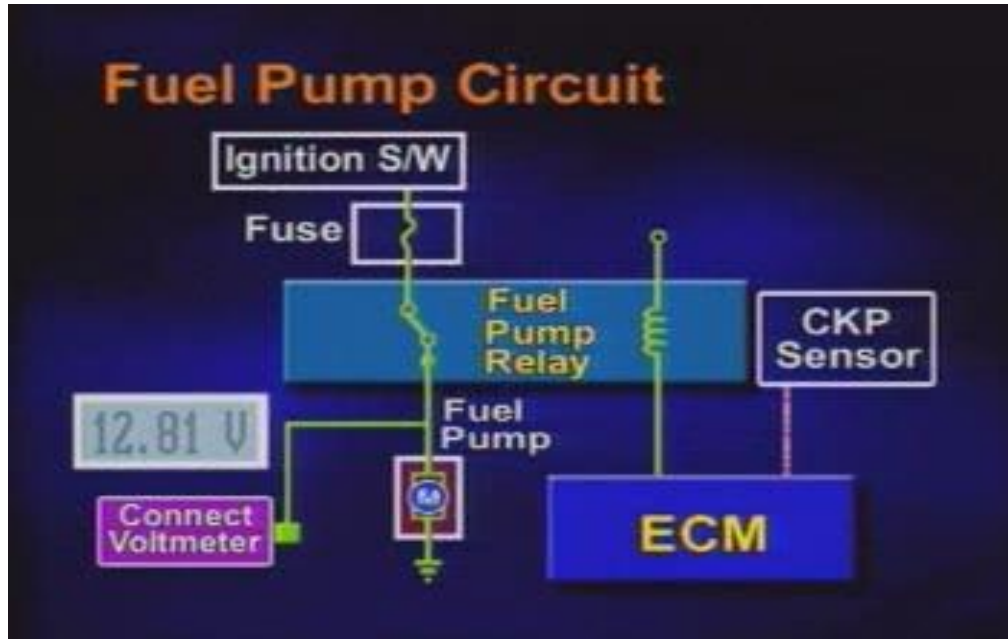 Fuel Pump Circuit
Ignition S/W
Fuse
Fuel
Pump
Relay
CKP
Sensor
12.81 V
Fuel
Pump
Connect
Voltmeter
M
ECM